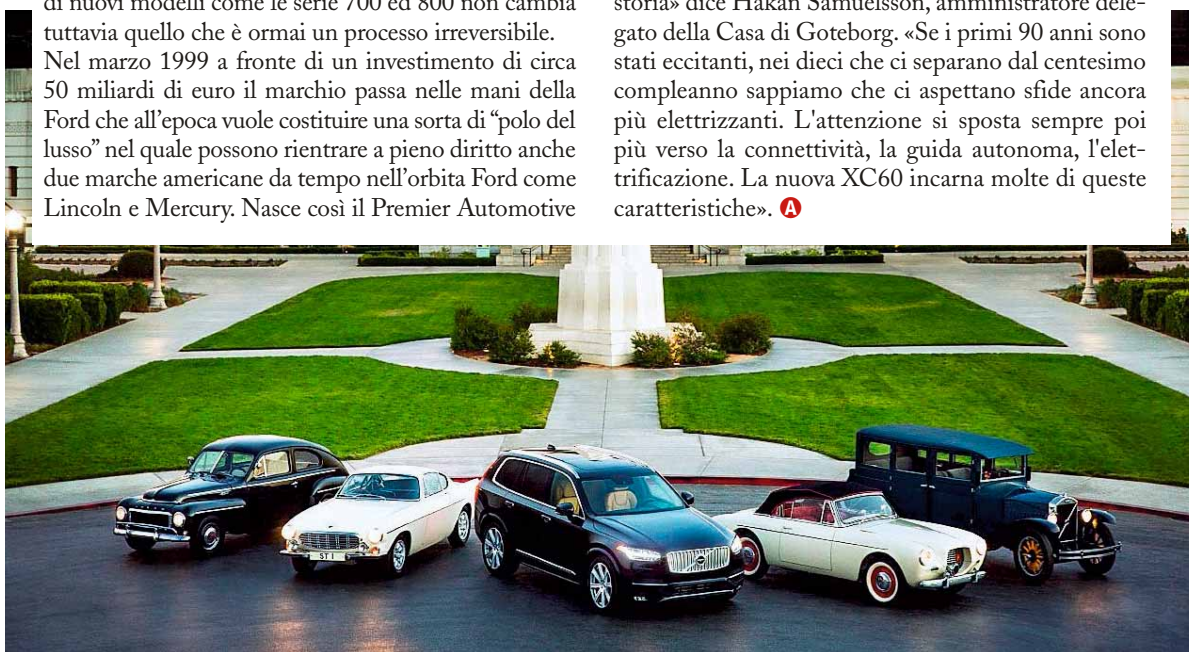 di nuovi modelli come le serie 700 ed 800 non cambia
tuttavia quello che è ormai un processo irreversibile.
Nel marzo 1999 a fronte di un investimento di circa
50 miliardi di euro il marchio passa nelle mani della
Ford che all’epoca vuole costituire una sorta di “polo del
lusso” nel quale possono rientrare a pieno diritto anche
due marche americane da tempo nell’orbita Ford come
Lincoln e Mercury. Nasce così il Premier Automotive
storia» dice Håkan Samuelsson, amministratore dele-
gato della Casa di Goteborg. «Se i primi 90 anni sono
stati eccitanti, nei dieci che ci separano dal centesimo
compleanno sappiamo che ci aspettano sfide ancora
più elettrizzanti. L'attenzione si sposta sempre poi
più verso la connettività, la guida autonoma, l'elet-
trificazione. La nuova XC60 incarna molte di queste
caratteristiche». A
ST 1